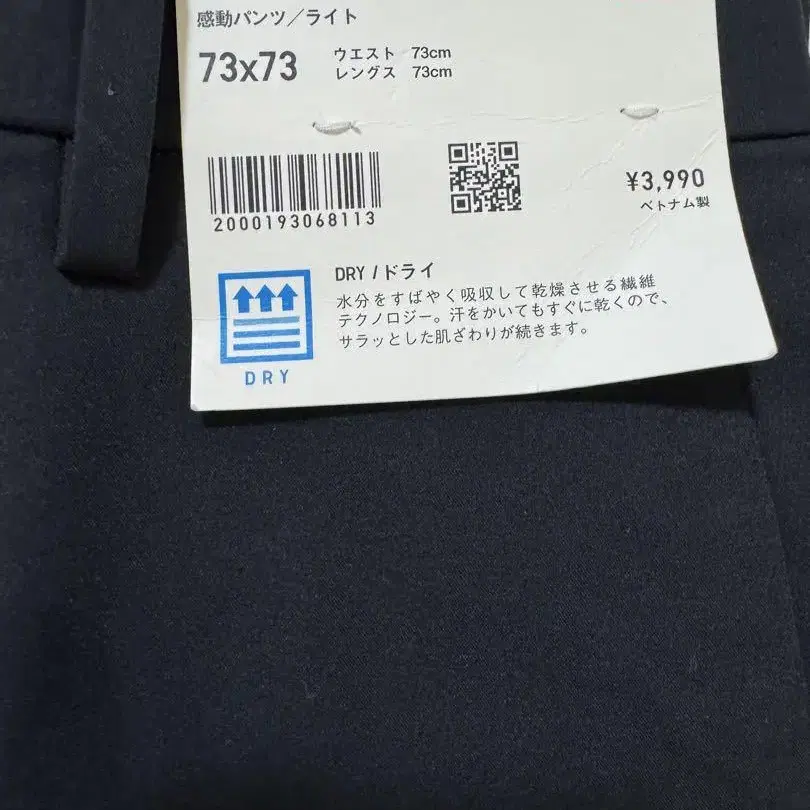 感動パンツ／ライト
73x73
ウエスト 73cm
レングス 73cm
2000193068113
¥3,990
ベトナム製
DRY / ドライ
水分をすばやく吸収して乾燥させる繊維
テクノロジー。汗をかいてもすぐに乾くので、
サラッとした肌ざわりが続きます。
DRY